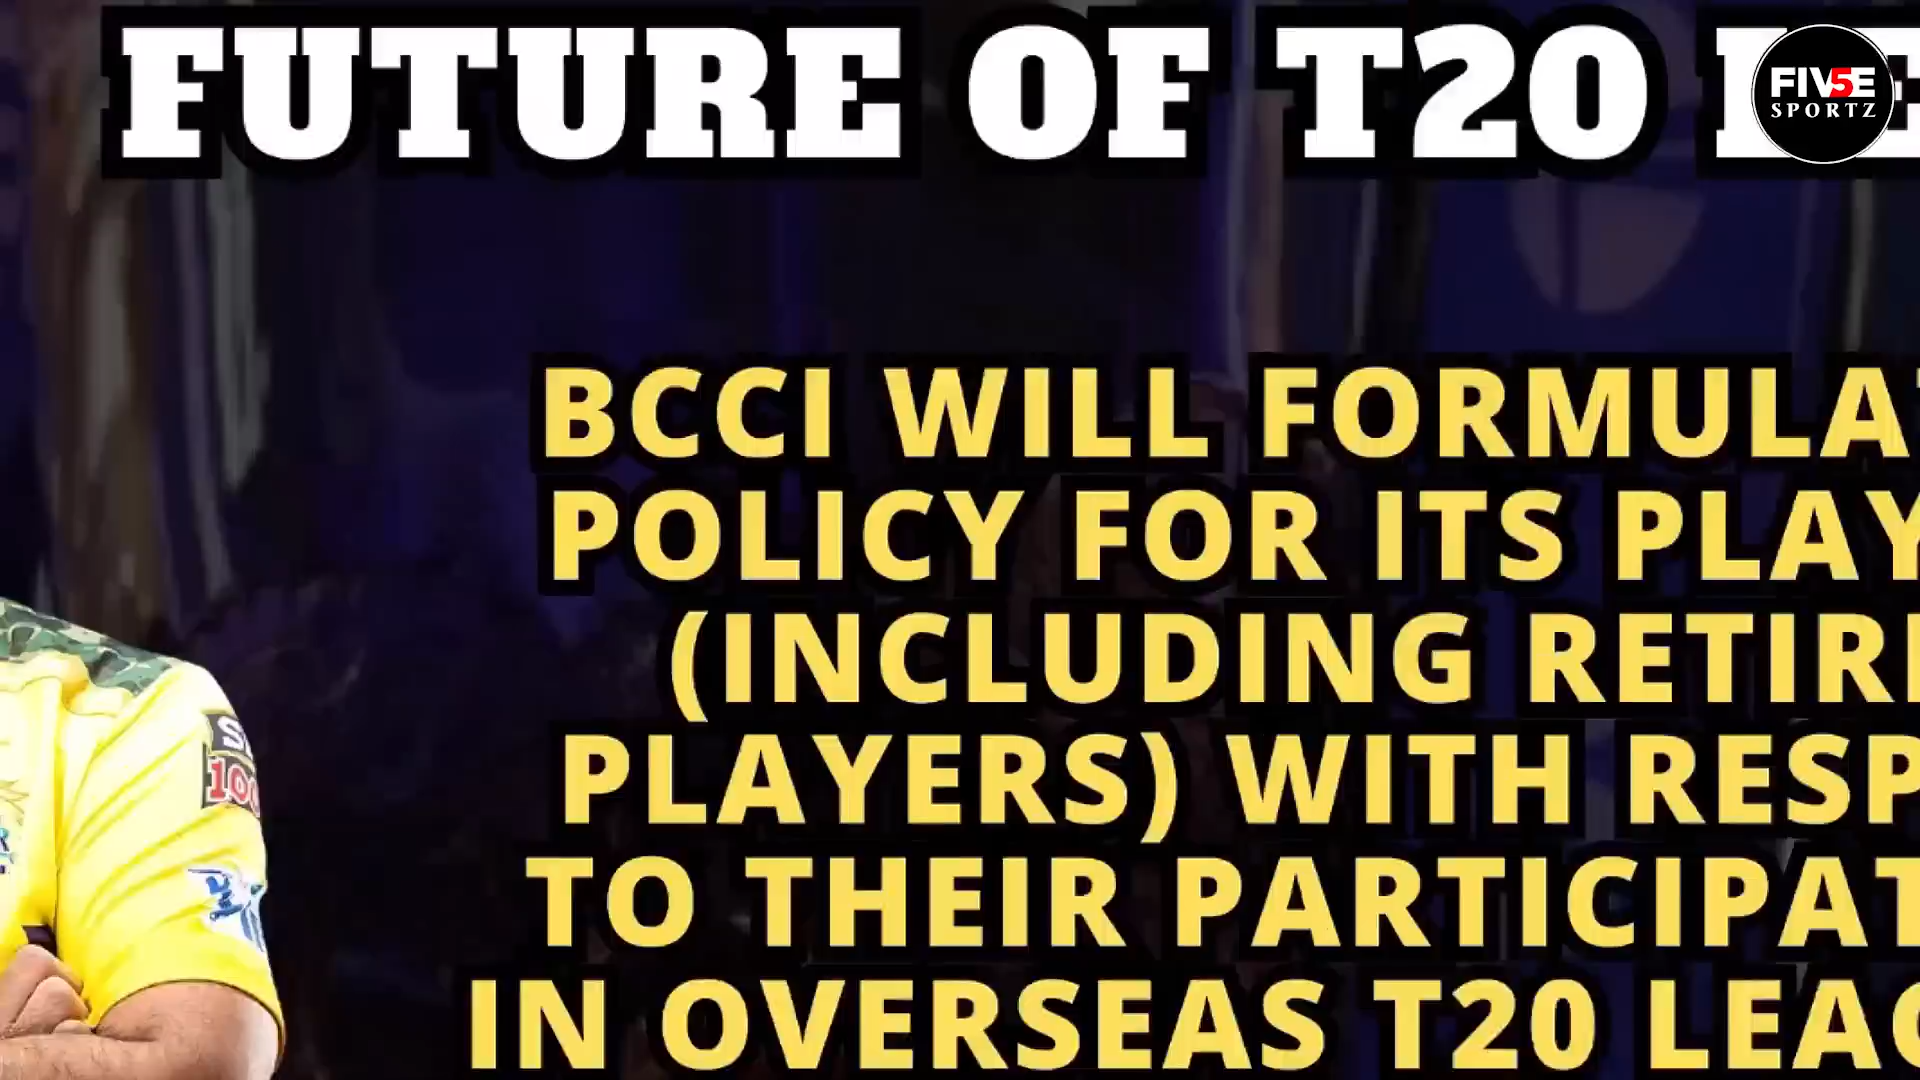 FUTURE OF T20
FIV5E
SPORTZ
BCCI WILL FORMULA
POLICY FOR ITS PLAY
(INCLUDING RETIR
PLAYERS) WITH RESP
TO THEIR PARTICIPAT
IN OVERSEAS T20 LEAG